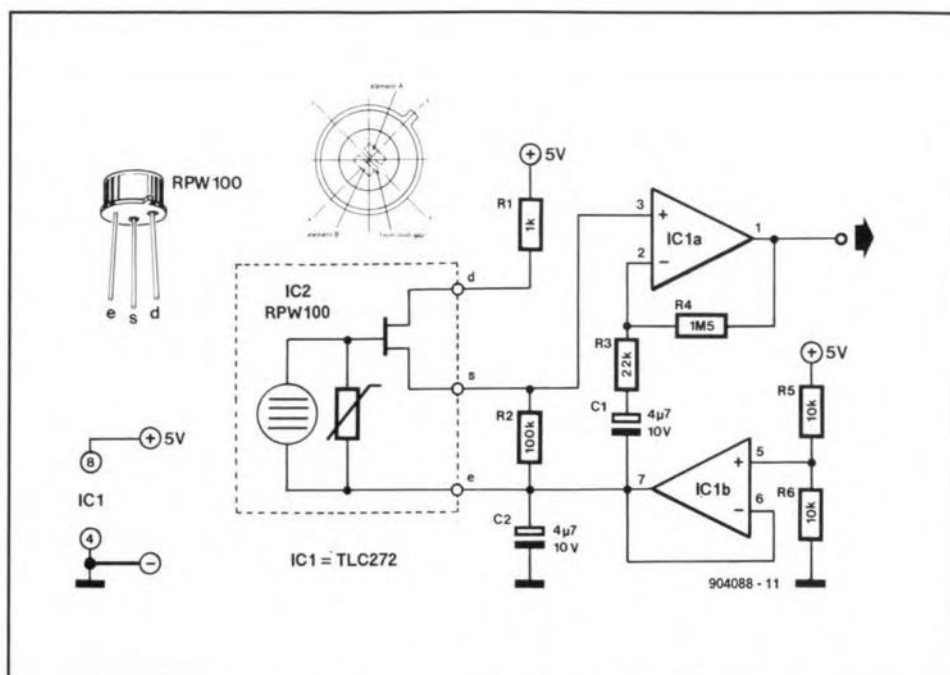 element A
RPW100
e s d
element B
5V
R1
1k
d
IC2
RPW100
s
e
R2
100k
C2
4µ7
10V
IC1 = TLC272
3
+
2
−
IC1a
1
R4
1M5
R3
22k
C1
4µ7
10V
7
IC1b
+
5
−
6
5V
R5
10k
R6
10k
904088 - 11
8
+ 5V
IC1
4
−